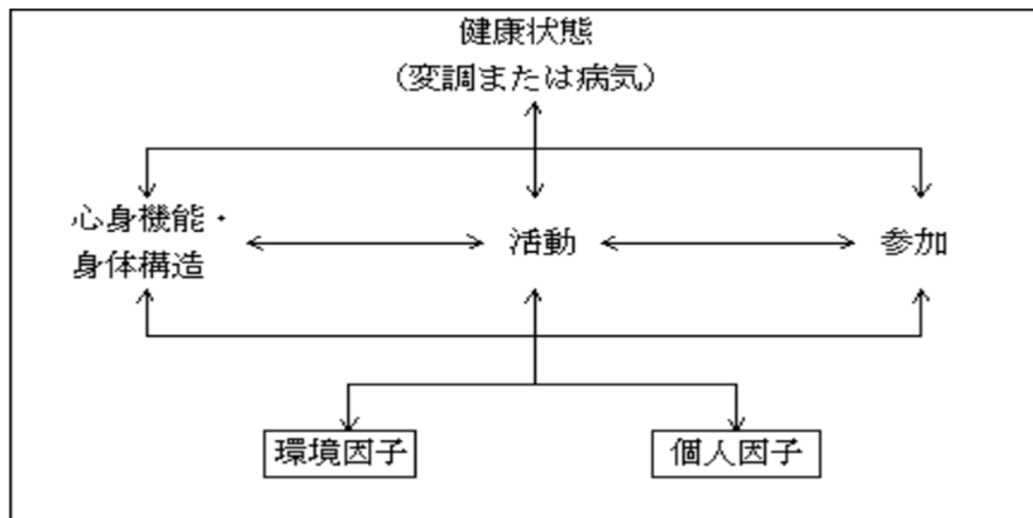 健康状態
(変調または病気)
心身機能・
身体構造
活動
参加
環境因子
個人因子